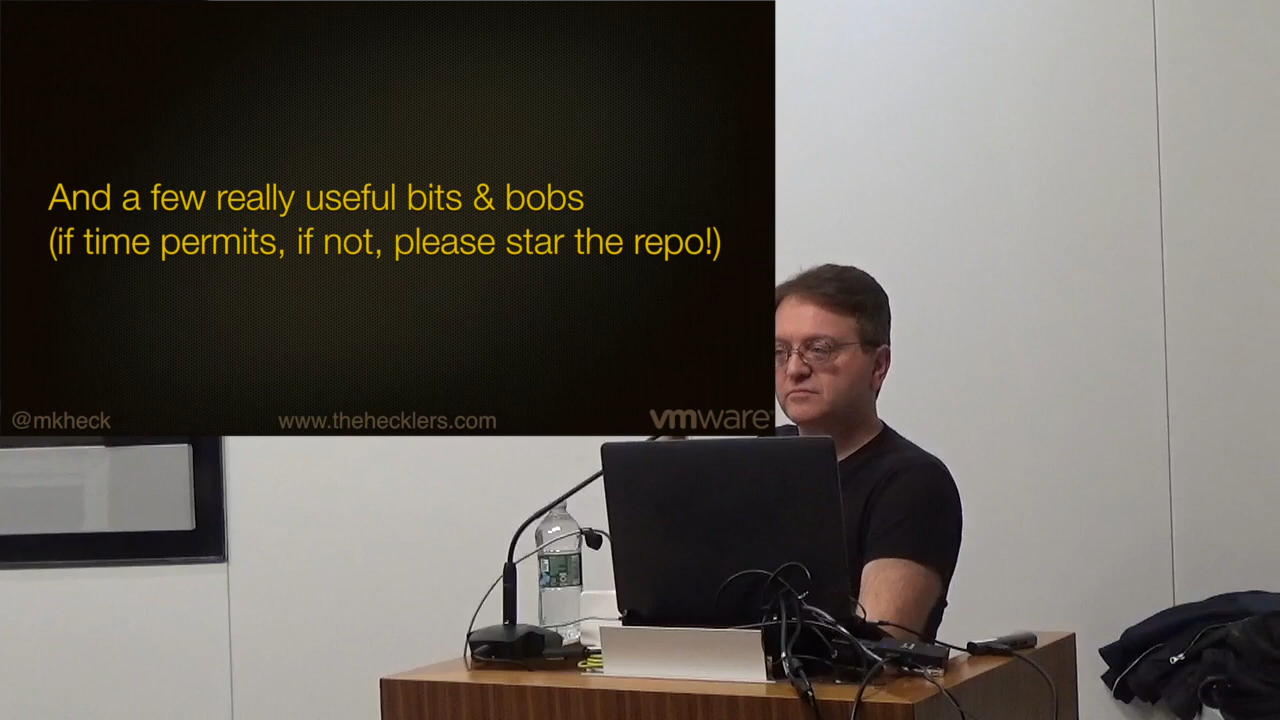 And a few really useful bits & bobs
(if time permits, if not, please star the repo!)
@mkheck
www.thehecklers.com
vmware